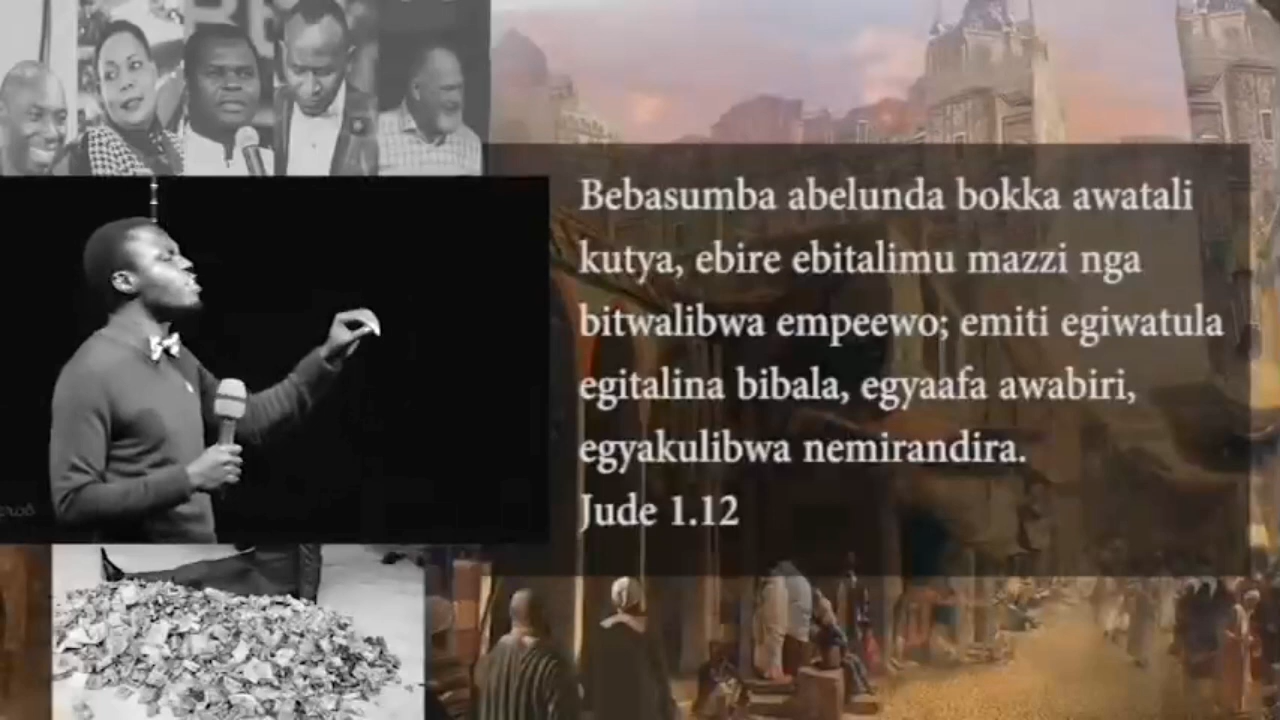 Bebasumba abelunda bokka awatali
kutya, ebire ebitalimu mazzi nga
bitwalibwa empeewo; emiti egiwatula
egitalina bibala, egyaafa awabiri,
egyakulibwa nemirandira.
Jude 1.12